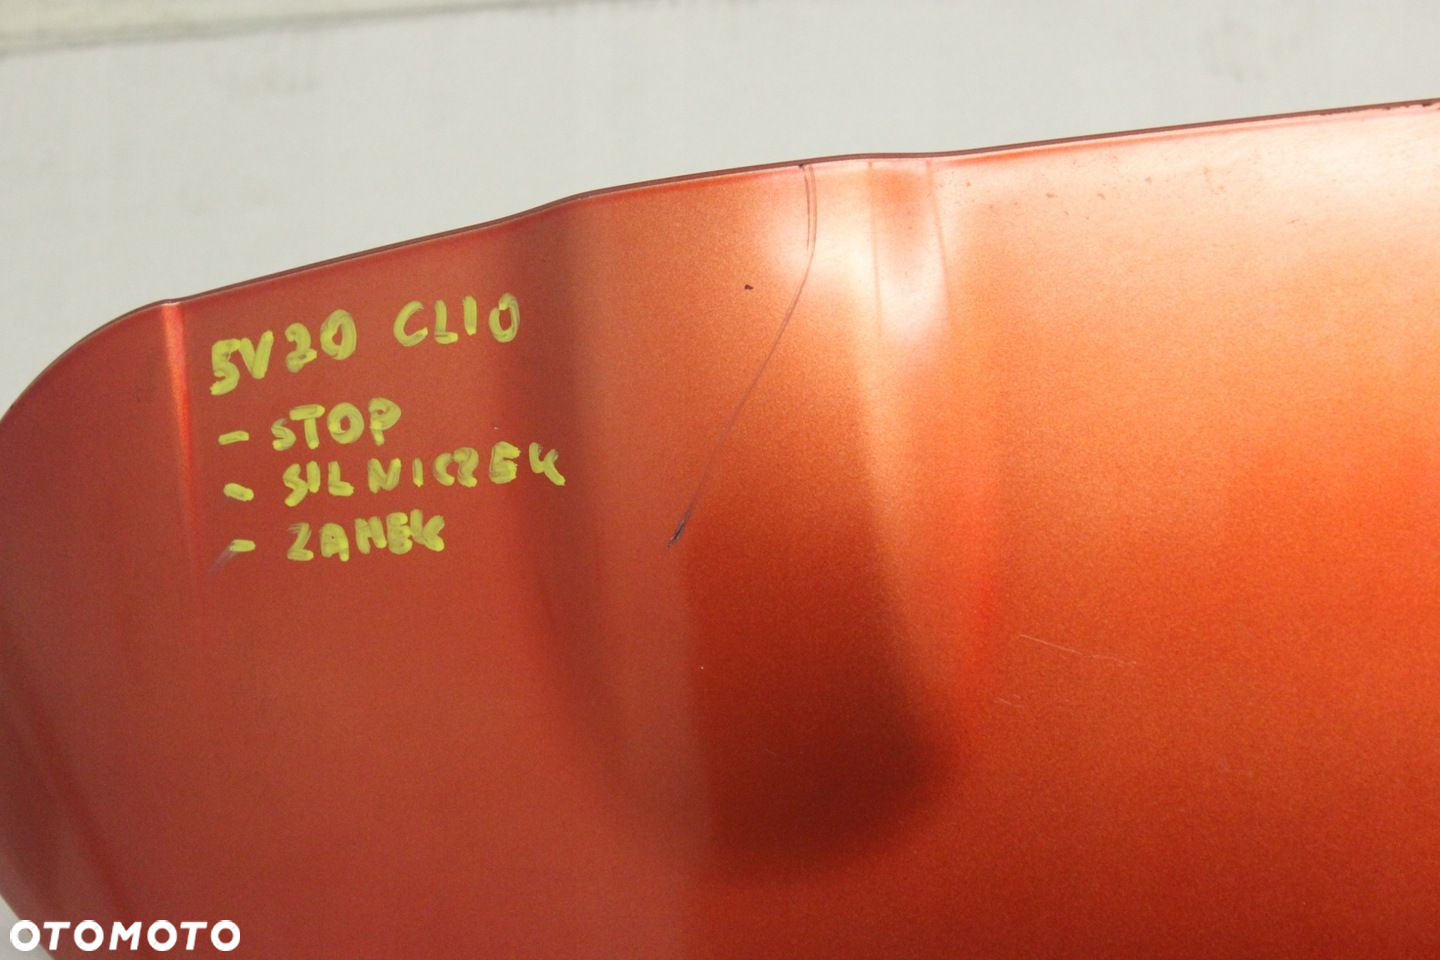 5V20 CLIO
- STOP
- SILNICZEK
- ZAMEK
OTOMOTO